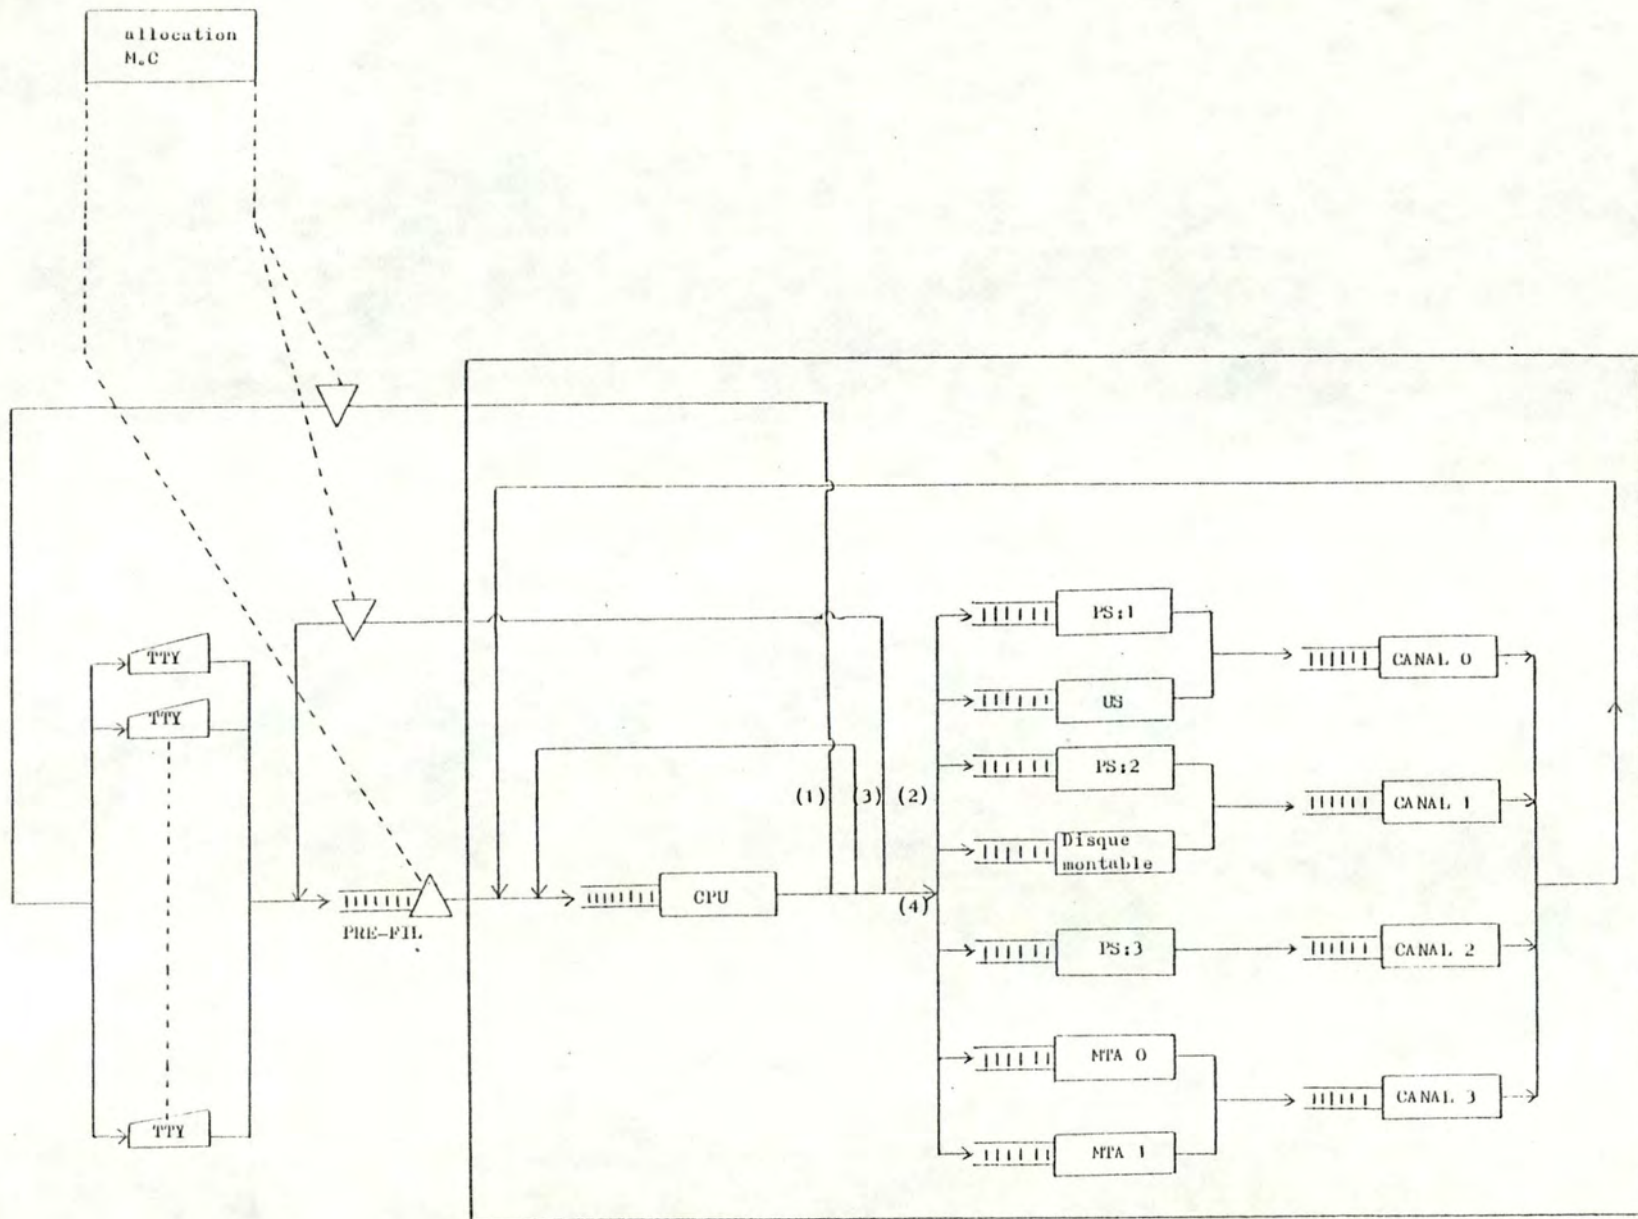 allocation
M.C
TTY
TTY
TTY
PRE-FIL
CPU
(1)
(3)
(2)
(4)
PS:1
US
PS:2
Disque
montable
PS:3
MTA 0
MTA 1
CANAL 0
CANAL 1
CANAL 2
CANAL 3